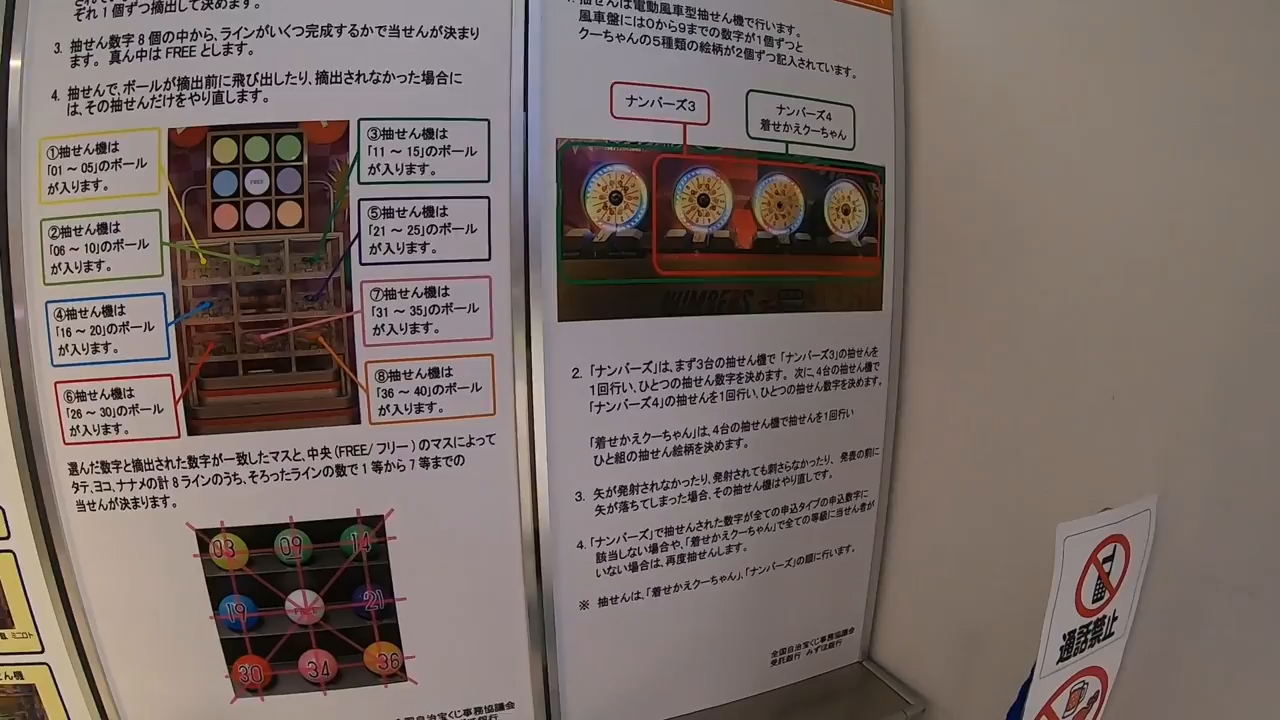 ぞれ1個ずつ摘出して決めます。
3. 抽せん数字8個の中から、ラインがいくつ完成するかで当せんが決まり
ます。真ん中は FREE とします。
4. 抽せんで、ボールが摘出前に飛び出したり、摘出されなかった場合に
は、その抽せんだけをやり直します。
①抽せん機は
「01 ～ 05」のボール
が入ります。
②抽せん機は
「06 ～ 10」のボール
が入ります。
④抽せん機は
「16 ～ 20」のボール
が入ります。
⑥抽せん機は
「26 ～ 30」のボール
が入ります。
FREE
③抽せん機は
「11 ～ 15」のボール
が入ります。
⑤抽せん機は
「21 ～ 25」のボール
が入ります。
⑦抽せん機は
「31 ～ 35」のボール
が入ります。
⑧抽せん機は
「36 ～ 40」のボール
が入ります。
選んだ数字と摘出された数字が一致したマスと、中央(FREE/ フリー)のマスによって
タテ、ヨコ、ナナメの計8ラインのうち、そろったラインの数で1等から7等までの
当せんが決まります。
03 09 14
19 FREE 21
30 34 36
全国自治宝くじ事務協議会
抽せんは電動風車型抽せん機で行います。
風車盤には0から9までの数字が1個ずつと
クーちゃんの5種類の絵柄が2個ずつ記入されています。
ナンバーズ3
ナンバーズ4
着せかえクーちゃん
NUMBERS
2. 「ナンバーズ」は、まず3台の抽せん機で「ナンバーズ3」の抽せんを
1回行い、ひとつの抽せん数字を決めます。次に、4台の抽せん機で
「ナンバーズ4」の抽せんを1回行い、ひとつの抽せん数字を決めます。
「着せかえクーちゃん」は、4台の抽せん機で抽せんを1回行い
ひと組の抽せん絵柄を決めます。
3. 矢が発射されなかったり、発射されても刺さらなかったり、発表の前に
矢が落ちてしまった場合、その抽せん機はやり直しです。
4. 「ナンバーズ」で抽せんされた数字が全ての申込タイプの申込数字に
該当しない場合や、「着せかえクーちゃん」で全ての等級に当せん者が
いない場合は、再度抽せんします。
※ 抽せんは、「着せかえクーちゃん」、「ナンバーズ」の順に行います。
全国自治宝くじ事務協議会
受託銀行 みずほ銀行
通話禁止
ミニロト